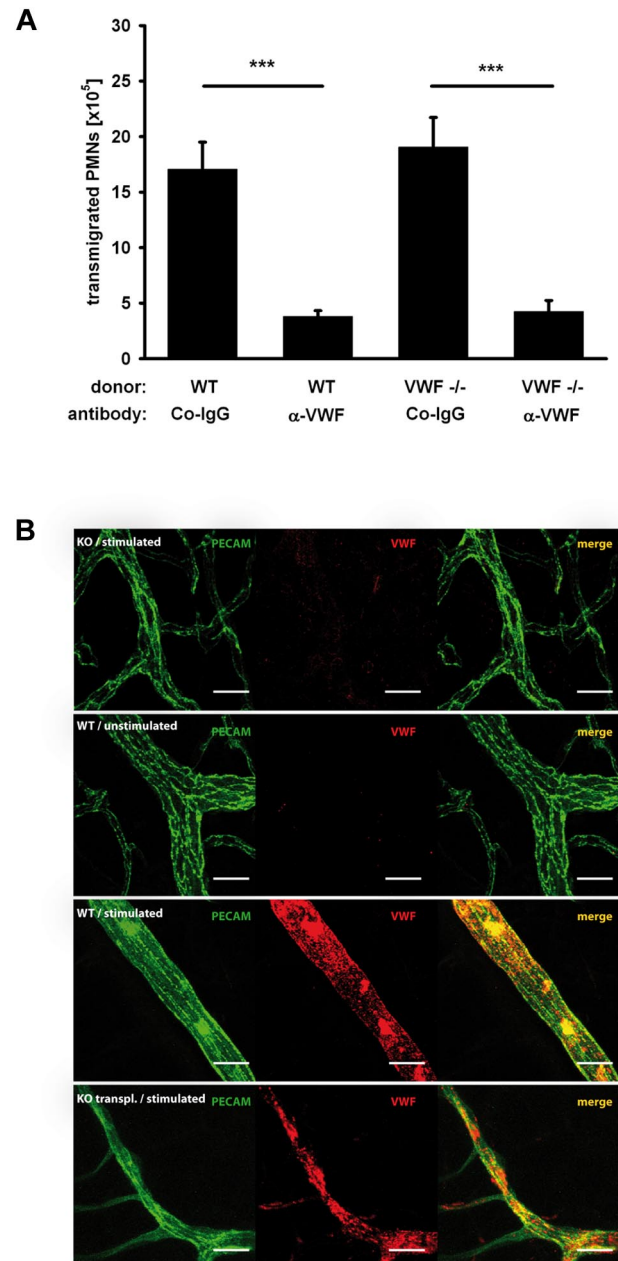 A
transmigrated PMNs [x10⁵]
30
25
20
15
10
5
0
***
***
donor: WT WT VWF -/- VWF -/-
antibody: Co-IgG α-VWF Co-IgG α-VWF
B
KO / stimulated PECAM VWF merge
WT / unstimulated PECAM VWF merge
WT / stimulated PECAM VWF merge
KO transpl. / stimulated PECAM VWF merge